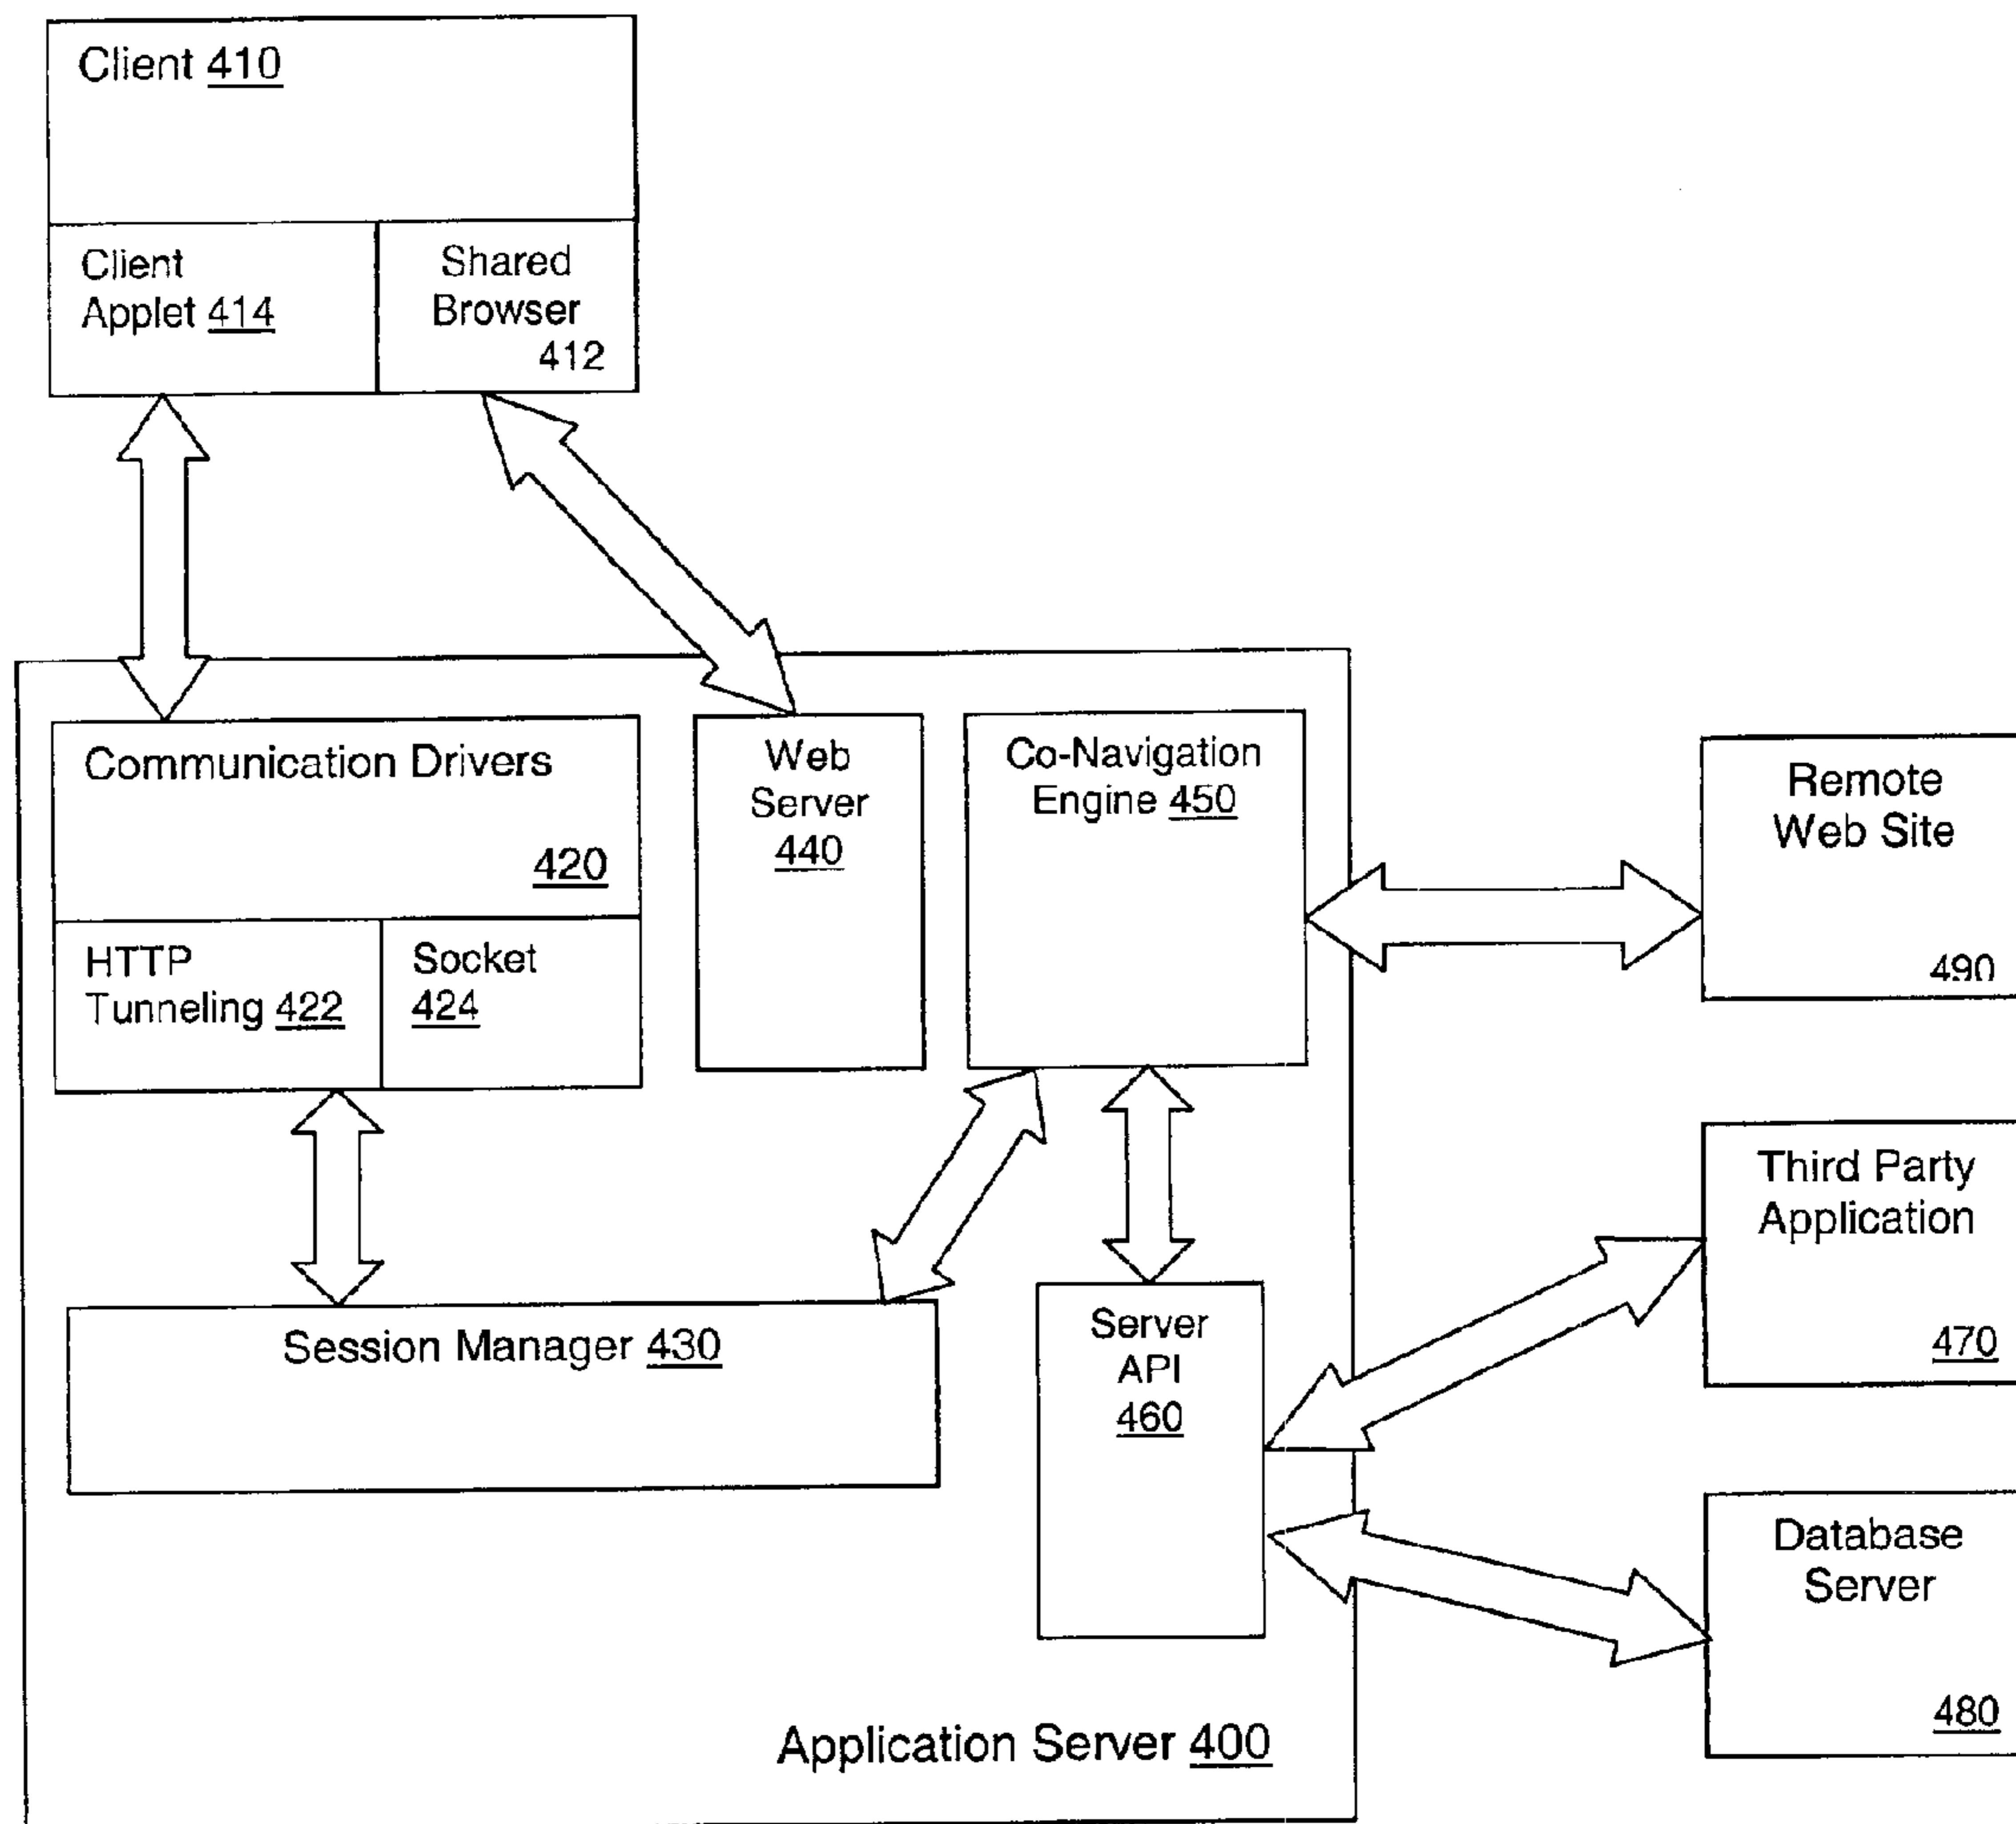 Client 410
Client
Applet 414
Shared
Browser
412
Communication Drivers
420
HTTP
Tunneling 422
Socket
424
Web
Server
440
Co-Navigation
Engine 450
Remote
Web Site
490
Session Manager 430
Server
API
460
Third Party
Application
470
Database
Server
480
Application Server 400